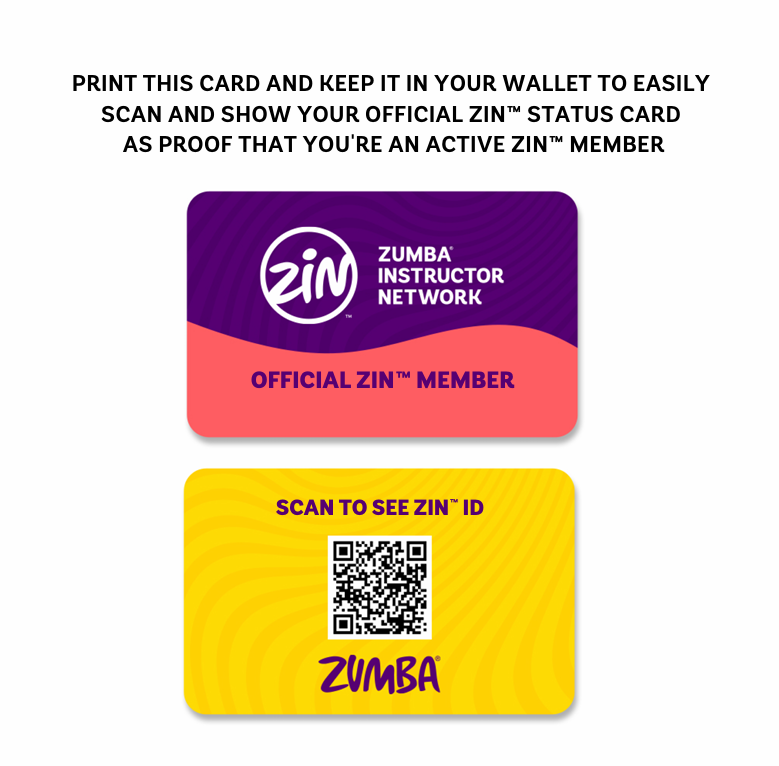 PRINT THIS CARD AND KEEP IT IN YOUR WALLET TO EASILY
SCAN AND SHOW YOUR OFFICIAL ZIN™ STATUS CARD
AS PROOF THAT YOU'RE AN ACTIVE ZIN™ MEMBER
ZiN™
ZUMBA®
INSTRUCTOR
NETWORK
OFFICIAL ZIN™ MEMBER
SCAN TO SEE ZIN™ ID
ZUMBA®